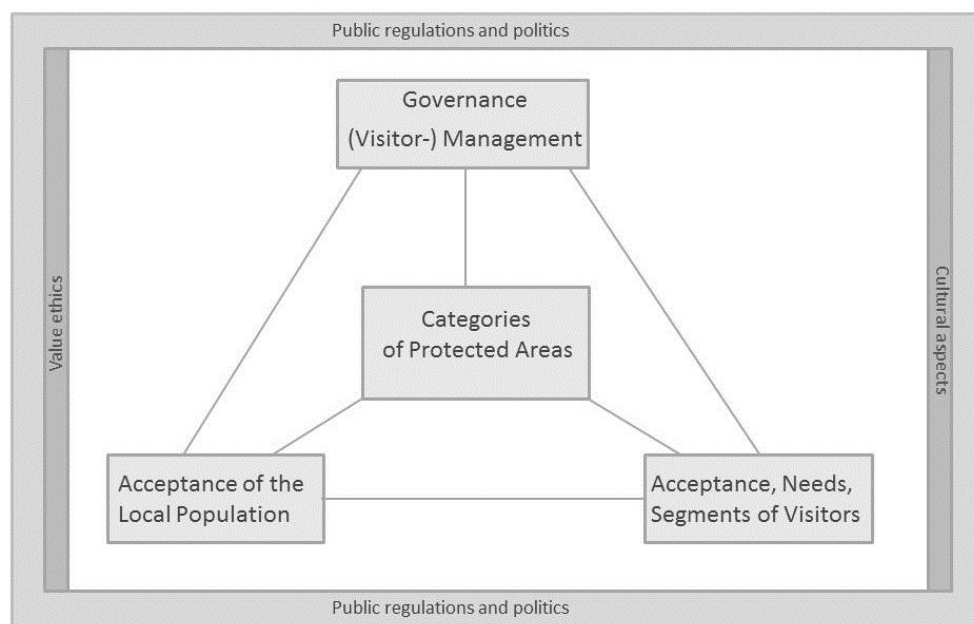 Public regulations and politics
Governance
(Visitor-) Management
Value ethics
Cultural aspects
Categories
of Protected Areas
Acceptance of the
Local Population
Acceptance, Needs,
Segments of Visitors
Public regulations and politics